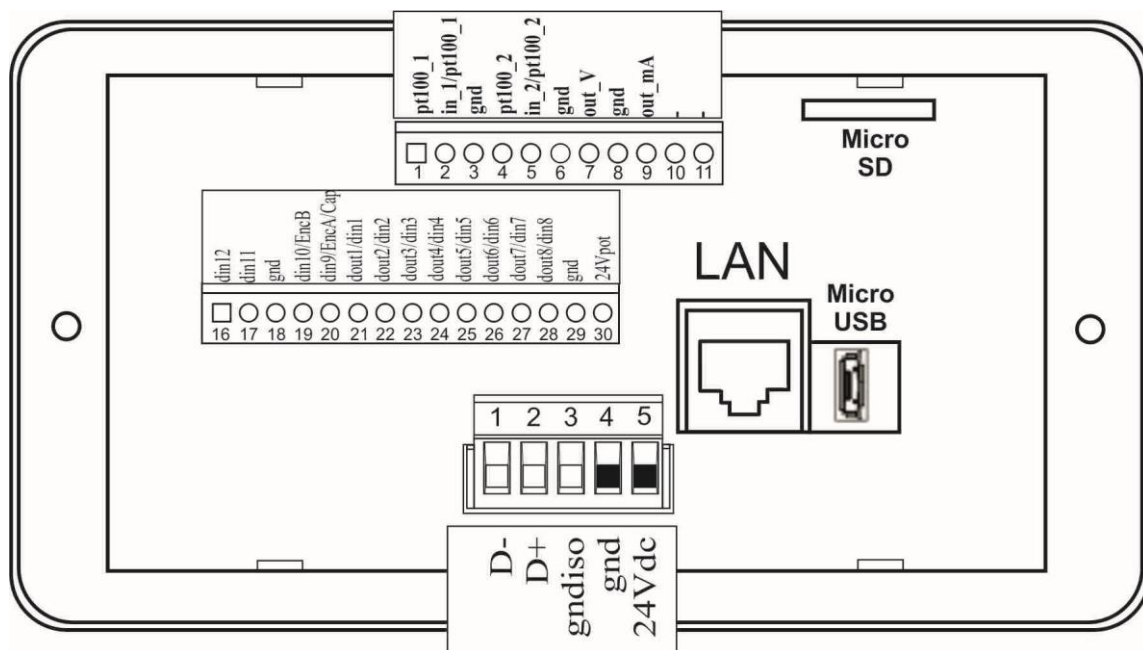 pt100_1
in_1/pt100_1
gnd
pt100_2
in_2/pt100_2
gnd
out_V
gnd
out_mA
-
-
1 2 3 4 5 6 7 8 9 10 11
Micro
SD
din12
din11
gnd
din10/EncB
din9/EncA/Cap
dout1/din1
dout2/din2
dout3/din3
dout4/din4
dout5/din5
dout6/din6
dout7/din7
dout8/din8
gnd
24Vpot
16 17 18 19 20 21 22 23 24 25 26 27 28 29 30
LAN
Micro
USB
1 2 3 4 5
D-
D+
gndiso
gnd
24Vdc